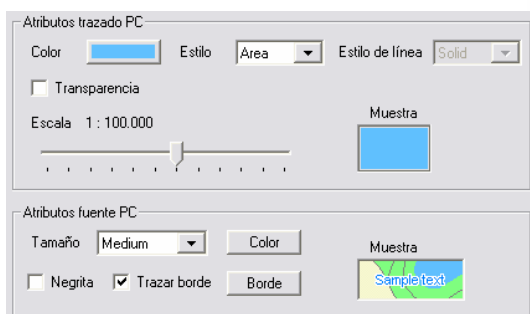 Atributos trazado PC
Color Estilo Area Estilo de línea Solid
Transparencia
Escala 1 : 100.000
Muestra
Atributos fuente PC
Tamaño Medium Color Muestra
Negrita Trazar borde Borde Sample text